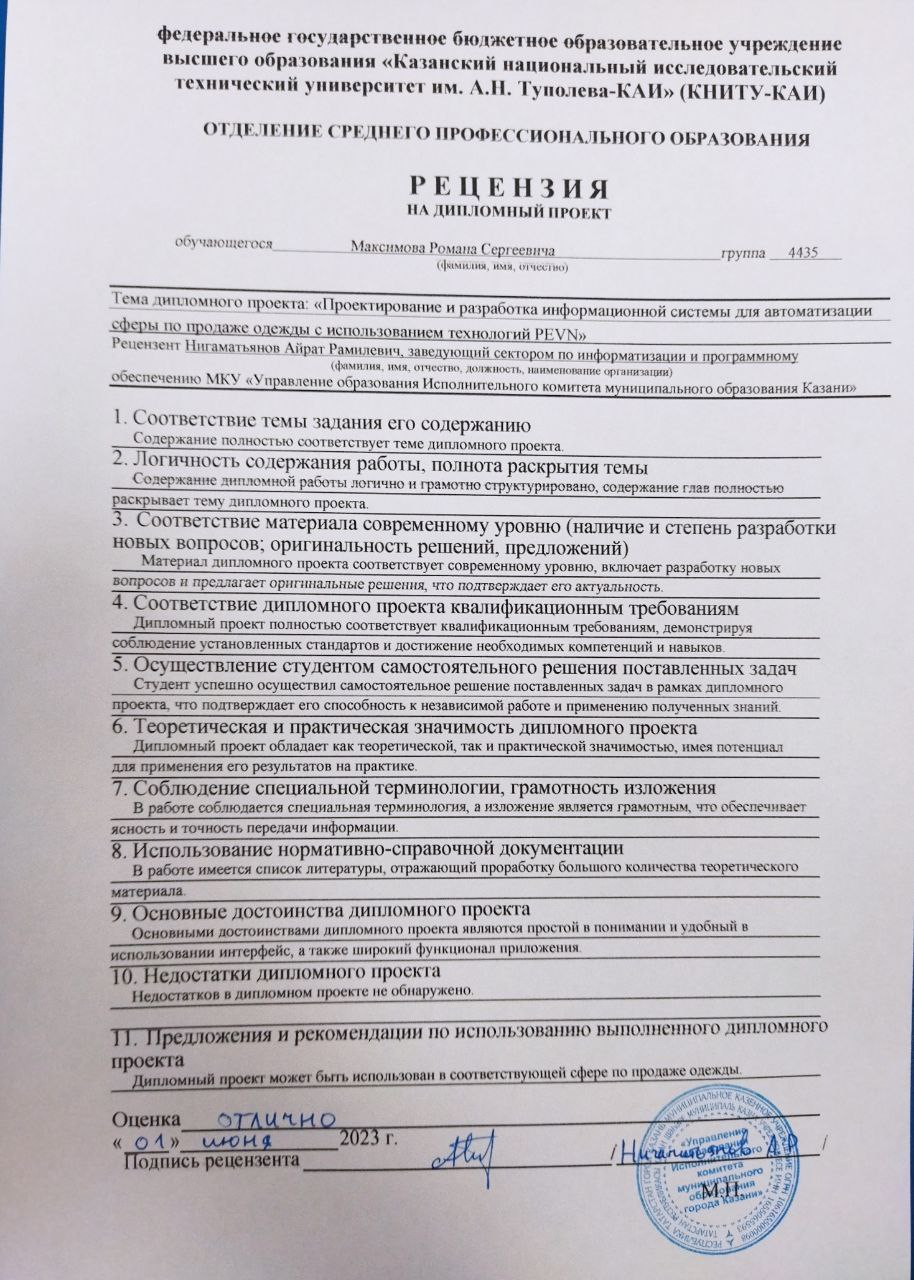 федеральное государственное бюджетное образовательное учреждение
высшего образования «Казанский национальный исследовательский
технический университет им. А.Н. Туполева-КАИ» (КНИТУ-КАИ)
ОТДЕЛЕНИЕ СРЕДНЕГО ПРОФЕССИОНАЛЬНОГО ОБРАЗОВАНИЯ
РЕЦЕНЗИЯ
НА ДИПЛОМНЫЙ ПРОЕКТ
обучающегося Максимова Романа Сергеевича группа 4435
(фамилия, имя, отчество)
Тема дипломного проекта: «Проектирование и разработка информационной системы для автоматизации
сферы по продаже одежды с использованием технологий PEVN»
Рецензент Нигаматьянов Айрат Рамилевич, заведующий сектором по информатизации и программному
(фамилия, имя, отчество, должность, наименование организации)
обеспечению МКУ «Управление образования Исполнительного комитета муниципального образования Казани»
1. Соответствие темы задания его содержанию
Содержание полностью соответствует теме дипломного проекта.
2. Логичность содержания работы, полнота раскрытия темы
Содержание дипломной работы логично и грамотно структурировано, содержание глав полностью
раскрывает тему дипломного проекта.
3. Соответствие материала современному уровню (наличие и степень разработки
новых вопросов; оригинальность решений, предложений)
Материал дипломного проекта соответствует современному уровню, включает разработку новых
вопросов и предлагает оригинальные решения, что подтверждает его актуальность.
4. Соответствие дипломного проекта квалификационным требованиям
Дипломный проект полностью соответствует квалификационным требованиям, демонстрируя
соблюдение установленных стандартов и достижение необходимых компетенций и навыков.
5. Осуществление студентом самостоятельного решения поставленных задач
Студент успешно осуществил самостоятельное решение поставленных задач в рамках дипломного
проекта, что подтверждает его способность к независимой работе и применению полученных знаний.
6. Теоретическая и практическая значимость дипломного проекта
Дипломный проект обладает как теоретической, так и практической значимостью, имея потенциал
для применения его результатов на практике.
7. Соблюдение специальной терминологии, грамотность изложения
В работе соблюдается специальная терминология, а изложение является грамотным, что обеспечивает
ясность и точность передачи информации.
8. Использование нормативно-справочной документации
В работе имеется список литературы, отражающий проработку большого количества теоретического
материала.
9. Основные достоинства дипломного проекта
Основными достоинствами дипломного проекта являются простой в понимании и удобный в
использовании интерфейс, а также широкий функционал приложения.
10. Недостатки дипломного проекта
Недостатков в дипломном проекте не обнаружено.
11. Предложения и рекомендации по использованию выполненного дипломного
проекта
Дипломный проект может быть использован в соответствующей сфере по продаже одежды.
Оценка отлично
« 01 » июня 2023 г.
Подпись рецензента / Нигаматьянов А.Р /
М.П.
«Управление
образования
Исполнительного
комитета
муниципального
образования
города Казани»